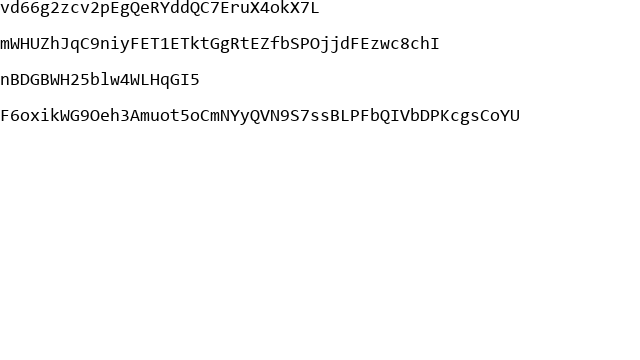 vd66g2zcv2pEgQeRYddQC7EruX4okX7L
mWHUZhJqC9niyFET1ETktGgRtEZfbSPOjjdFEzwc8chI
nBDGBWH25blw4WLHqGI5
F6oxikWG9Oeh3Amuot5oCmNYyQVN9S7ssBLPFbQIVbDPKcgsCoYU